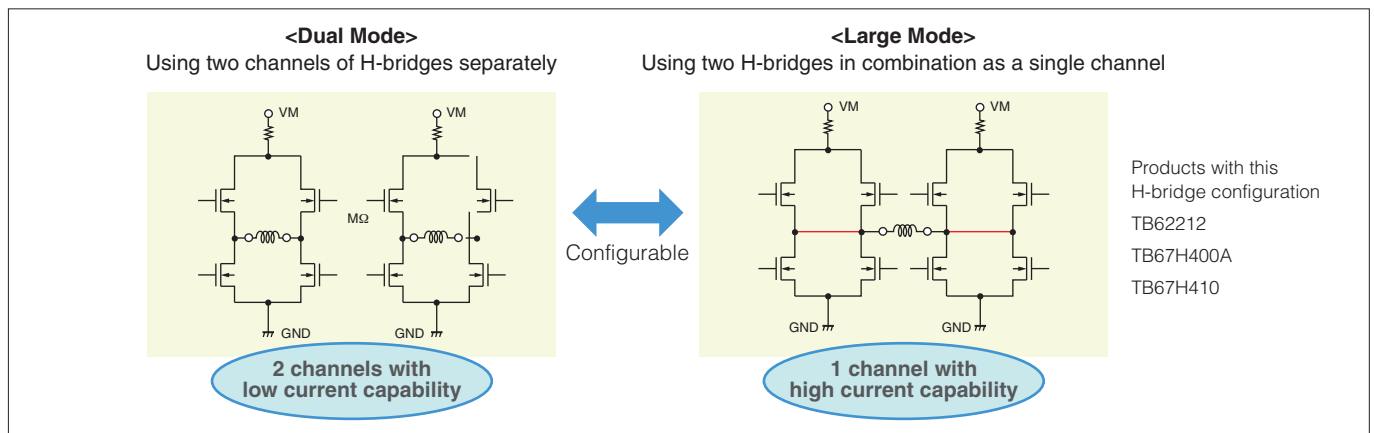 <Dual Mode>
Using two channels of H-bridges separately
VM
VM
MΩ
GND
GND
2 channels with
low current capability
Configurable
<Large Mode>
Using two H-bridges in combination as a single channel
VM
VM
GND
GND
1 channel with
high current capability
Products with this
H-bridge configuration
TB62212
TB67H400A
TB67H410